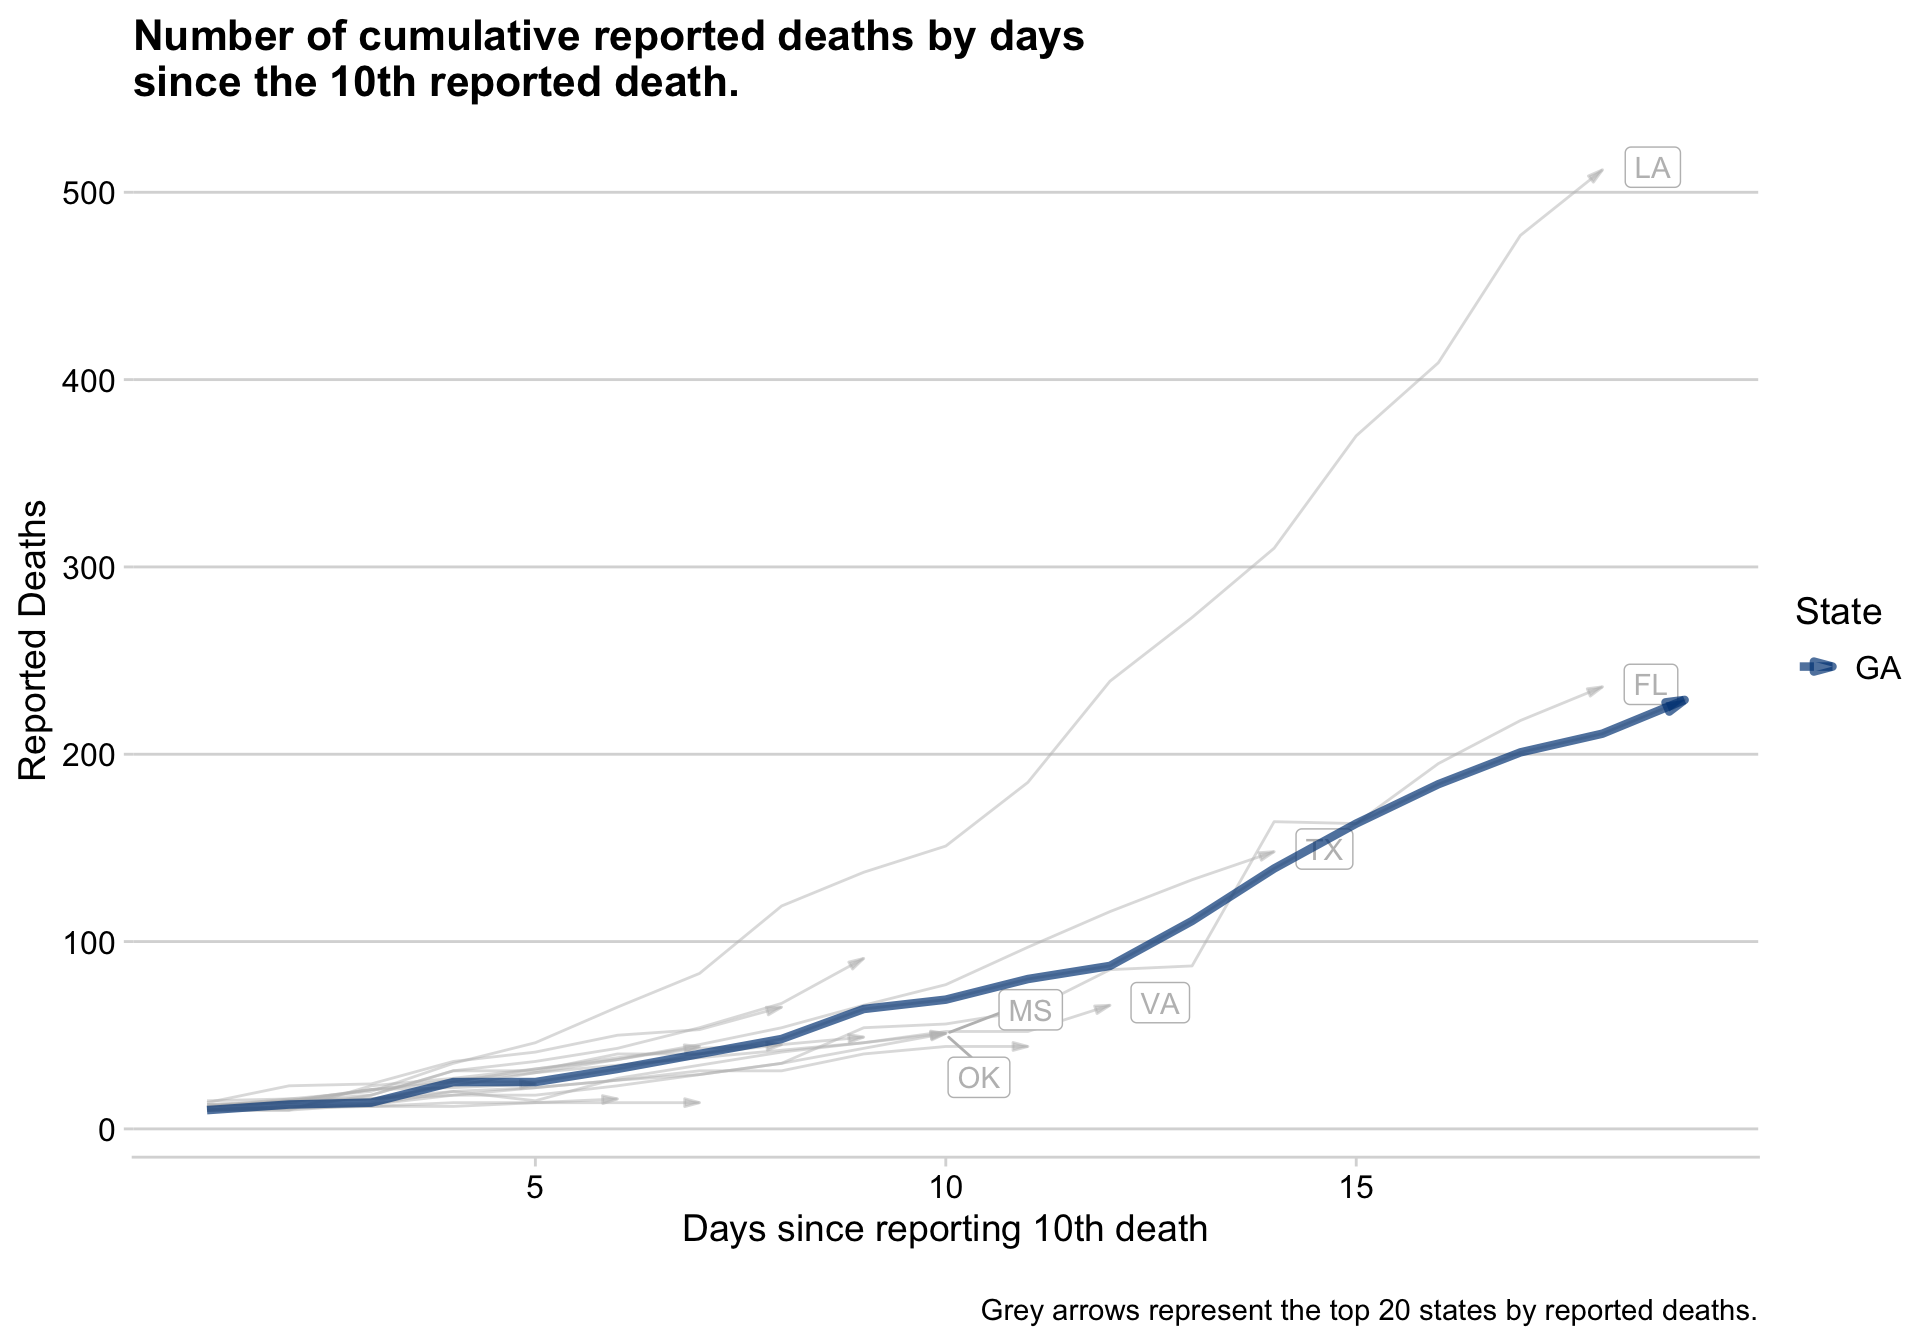 Number of cumulative reported deaths by days
since the 10th reported death.
LA
500
400
300
Reported Deaths
State
GA
FL
200
TX
100
MS
VA
OK
0
5
10
15
Days since reporting 10th death
Grey arrows represent the top 20 states by reported deaths.